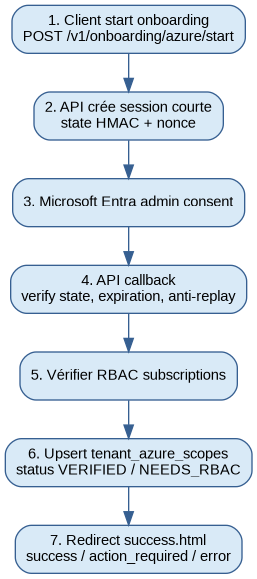 1. Client start onboarding
POST /v1/onboarding/azure/start
2. API crée session courte
state HMAC + nonce
3. Microsoft Entra admin consent
4. API callback
verify state, expiration, anti-replay
5. Vérifier RBAC subscriptions
6. Upsert tenant_azure_scopes
status VERIFIED / NEEDS_RBAC
7. Redirect success.html
success / action_required / error